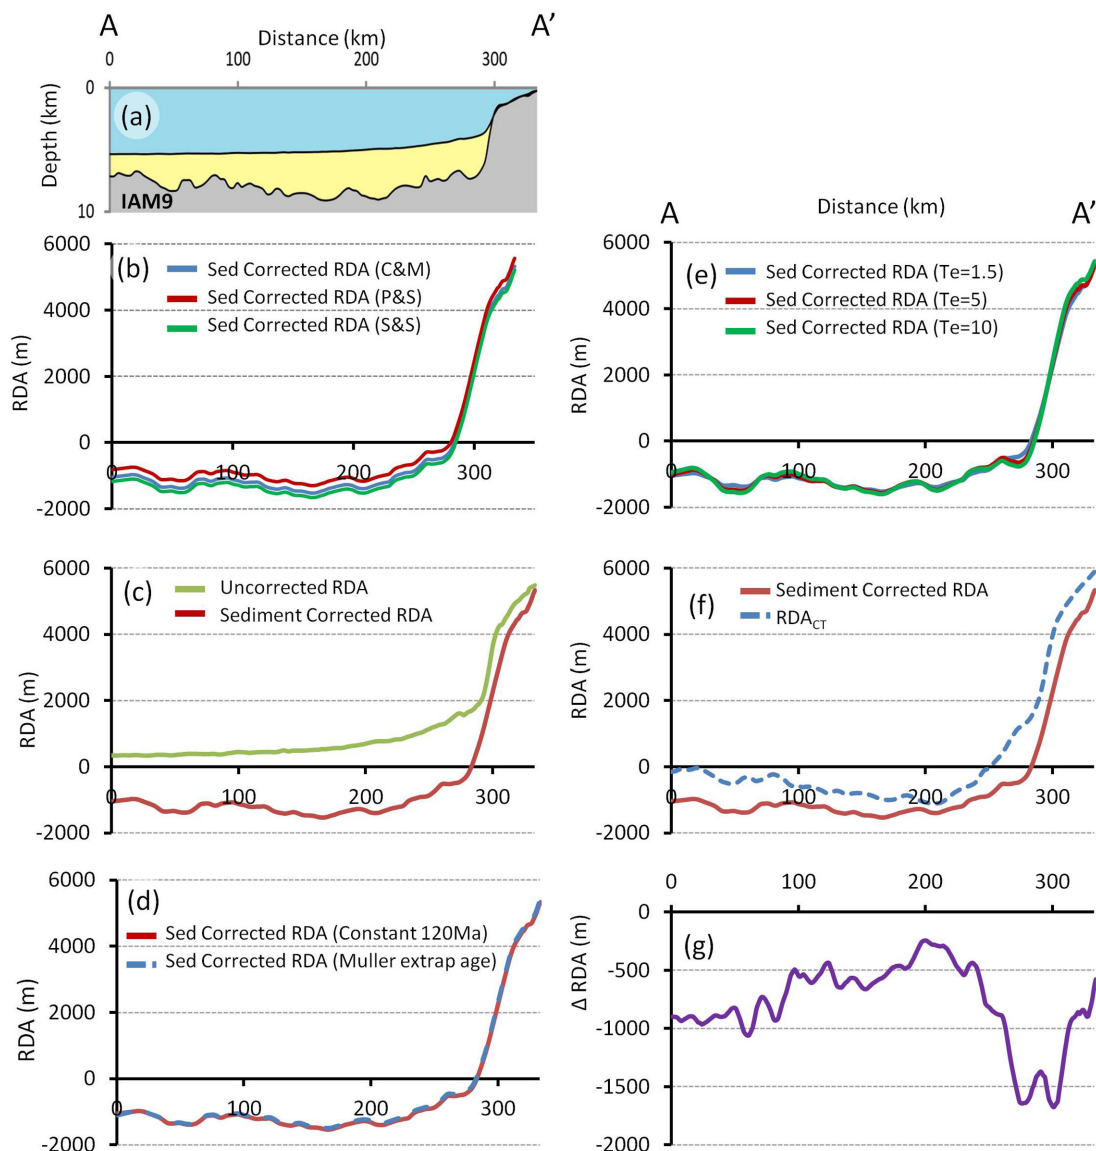 A A’
Distance (km)
0 100 200 300
Depth (km)
0
10
(a)
IAM9
RDA (m)
6000
4000
2000
0
-2000
(b)
Sed Corrected RDA (C&M)
Sed Corrected RDA (P&S)
Sed Corrected RDA (S&S)
0 100 200 300
RDA (m)
6000
4000
2000
0
-2000
(c)
Uncorrected RDA
Sediment Corrected RDA
0 100 200 300
RDA (m)
6000
4000
2000
0
-2000
(d)
Sed Corrected RDA (Constant 120Ma)
Sed Corrected RDA (Muller extrap age)
0 100 200 300
A A’
Distance (km)
RDA (m)
6000
4000
2000
0
-2000
(e)
Sed Corrected RDA (Te=1.5)
Sed Corrected RDA (Te=5)
Sed Corrected RDA (Te=10)
0 100 200 300
RDA (m)
6000
4000
2000
0
-2000
(f)
Sediment Corrected RDA
RDA_CT
0 100 200 300
0 100 200 300
Δ RDA (m)
0
-500
-1000
-1500
-2000
(g)